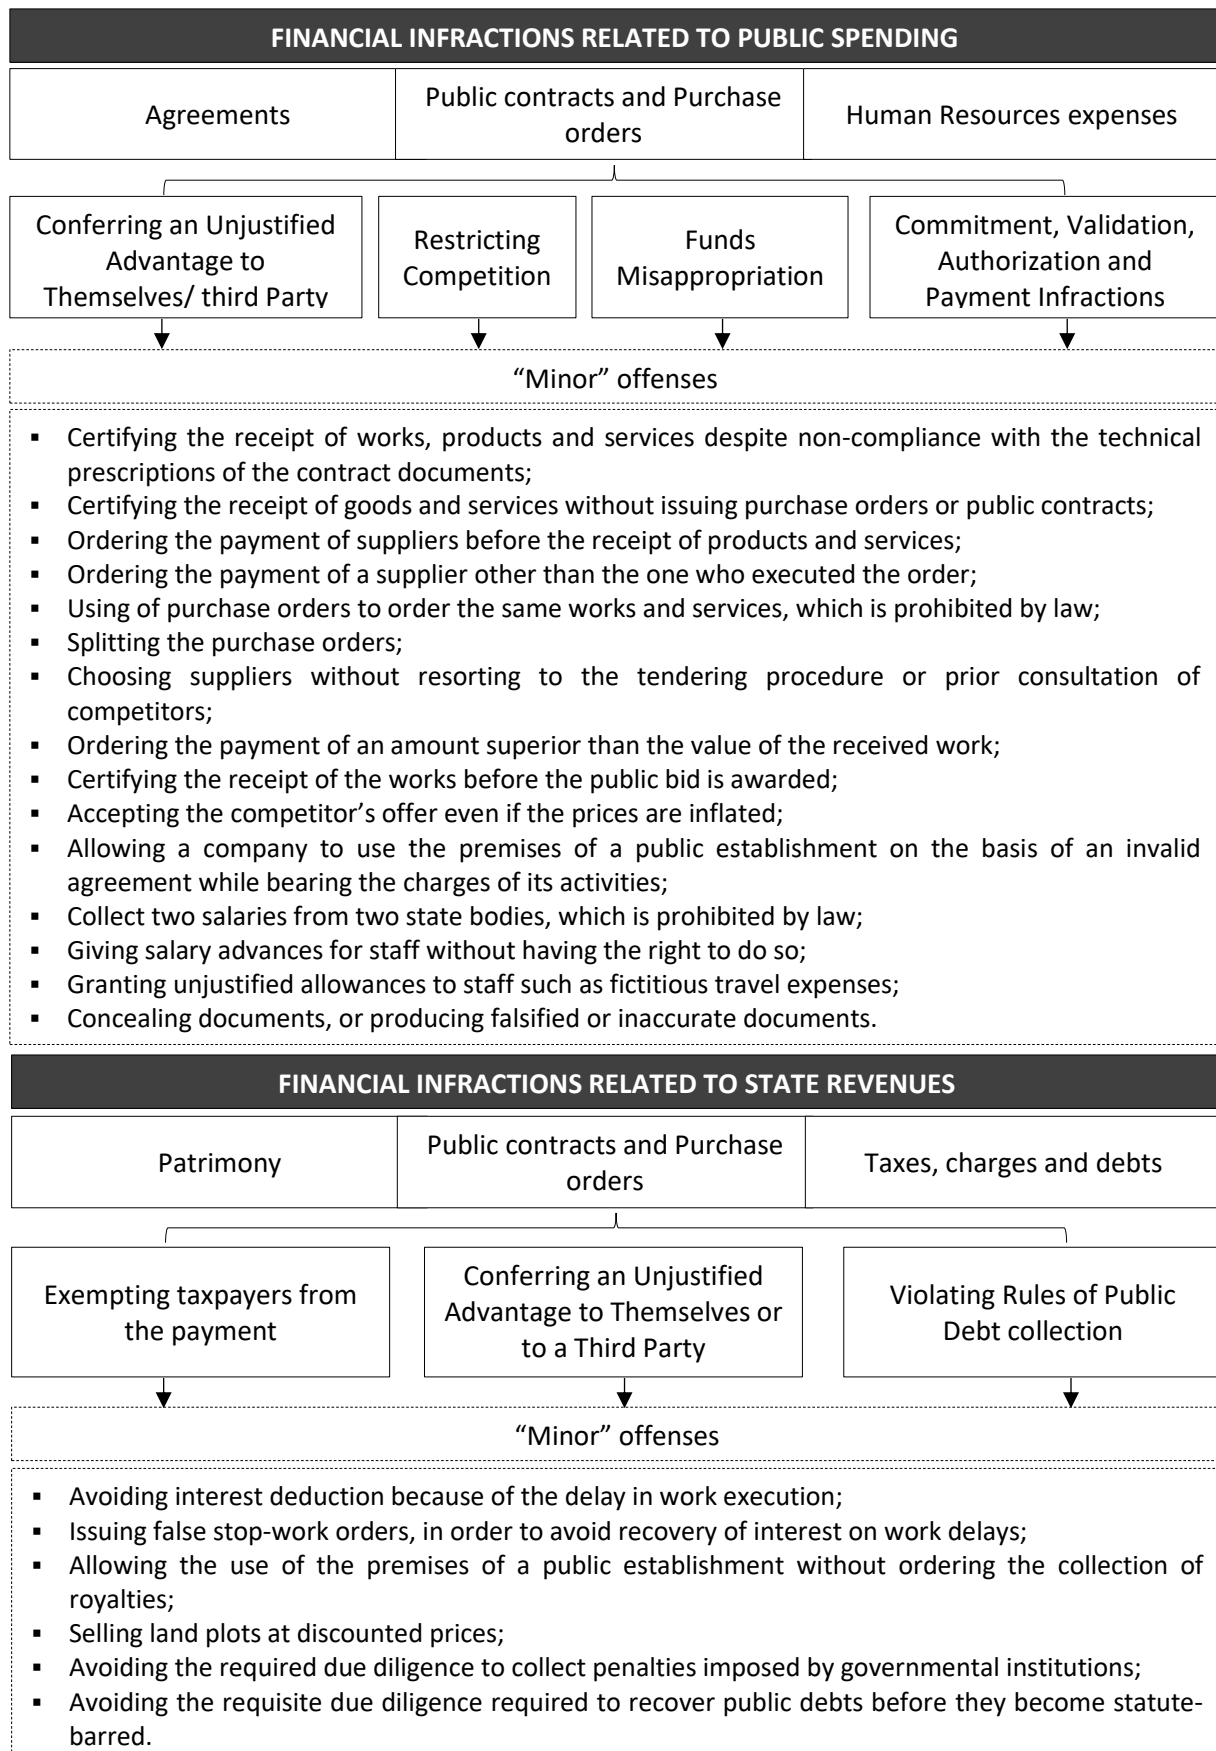 FINANCIAL INFRACTIONS RELATED TO PUBLIC SPENDING
Agreements
Public contracts and Purchase
orders
Human Resources expenses
Conferring an Unjustified
Advantage to
Themselves/ third Party
Restricting
Competition
Funds
Misappropriation
Commitment, Validation,
Authorization and
Payment Infractions
“Minor” offenses
▪ Certifying the receipt of works, products and services despite non-compliance with the technical
prescriptions of the contract documents;
▪ Certifying the receipt of goods and services without issuing purchase orders or public contracts;
▪ Ordering the payment of suppliers before the receipt of products and services;
▪ Ordering the payment of a supplier other than the one who executed the order;
▪ Using of purchase orders to order the same works and services, which is prohibited by law;
▪ Splitting the purchase orders;
▪ Choosing suppliers without resorting to the tendering procedure or prior consultation of
competitors;
▪ Ordering the payment of an amount superior than the value of the received work;
▪ Certifying the receipt of the works before the public bid is awarded;
▪ Accepting the competitor’s offer even if the prices are inflated;
▪ Allowing a company to use the premises of a public establishment on the basis of an invalid
agreement while bearing the charges of its activities;
▪ Collect two salaries from two state bodies, which is prohibited by law;
▪ Giving salary advances for staff without having the right to do so;
▪ Granting unjustified allowances to staff such as fictitious travel expenses;
▪ Concealing documents, or producing falsified or inaccurate documents.
FINANCIAL INFRACTIONS RELATED TO STATE REVENUES
Patrimony
Public contracts and Purchase
orders
Taxes, charges and debts
Exempting taxpayers from
the payment
Conferring an Unjustified
Advantage to Themselves or
to a Third Party
Violating Rules of Public
Debt collection
“Minor” offenses
▪ Avoiding interest deduction because of the delay in work execution;
▪ Issuing false stop-work orders, in order to avoid recovery of interest on work delays;
▪ Allowing the use of the premises of a public establishment without ordering the collection of
royalties;
▪ Selling land plots at discounted prices;
▪ Avoiding the required due diligence to collect penalties imposed by governmental institutions;
▪ Avoiding the requisite due diligence required to recover public debts before they become statute-
barred.